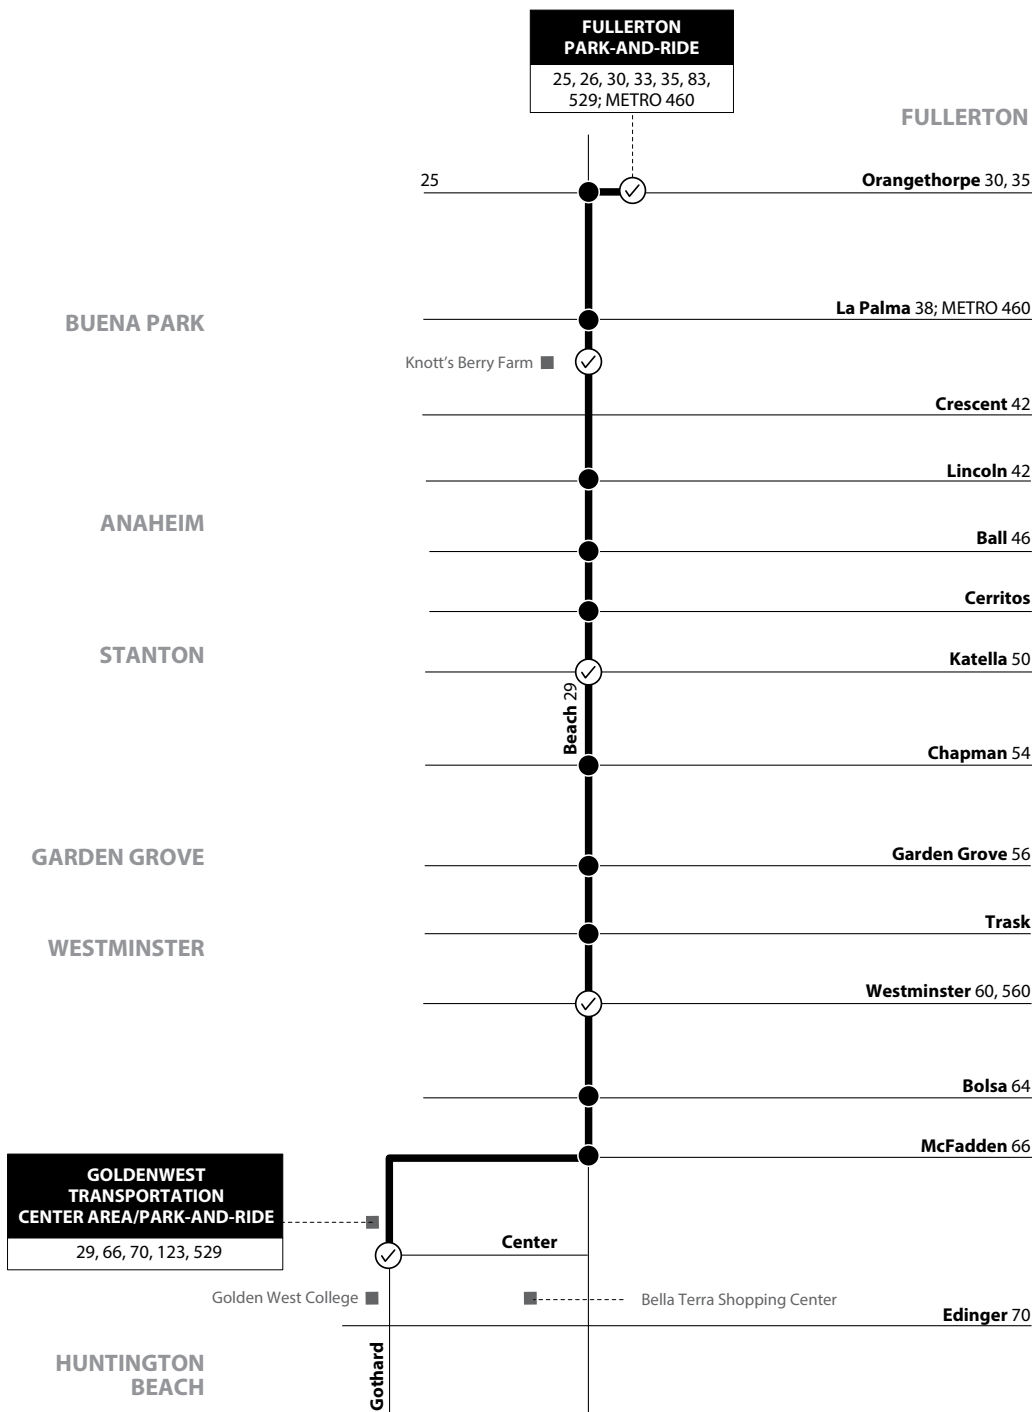 FULLERTON
PARK-AND-RIDE
25, 26, 30, 33, 35, 83,
529; METRO 460
FULLERTON
25
Orangethorpe 30, 35
La Palma 38; METRO 460
BUENA PARK
Knott's Berry Farm
Crescent 42
Lincoln 42
ANAHEIM
Ball 46
Cerritos
STANTON
Katella 50
Beach 29
Chapman 54
GARDEN GROVE
Garden Grove 56
Trask
WESTMINSTER
Westminster 60, 560
Bolsa 64
McFadden 66
GOLDENWEST
TRANSPORTATION
CENTER AREA/PARK-AND-RIDE
29, 66, 70, 123, 529
Center
Golden West College
Bella Terra Shopping Center
Edinger 70
HUNTINGTON
BEACH
Gothard